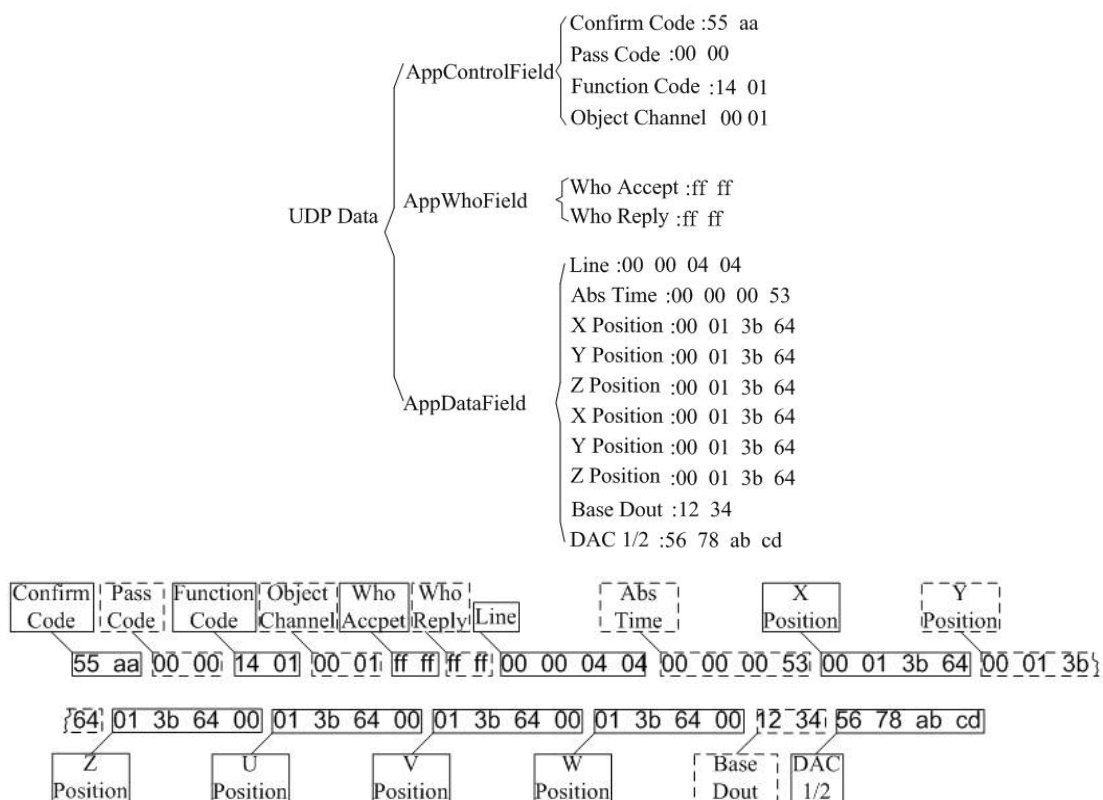 Confirm Code :55 aa
Pass Code :00 00
AppControlField
Function Code :14 01
Object Channel 00 01
Who Accept :ff ff
AppWhoField
Who Reply :ff ff
UDP Data
Line :00 00 04 04
Abs Time :00 00 00 53
X Position :00 01 3b 64
Y Position :00 01 3b 64
Z Position :00 01 3b 64
AppDataField
X Position :00 01 3b 64
Y Position :00 01 3b 64
Z Position :00 01 3b 64
Base Dout :12 34
DAC 1/2 :56 78 ab cd
Confirm Code
Pass Code
Function Code
Object Channel
Who Accpet
Who Reply
Line
Abs Time
X Position
Y Position
55 aa 00 00 14 01 00 01 ff ff ff ff 00 00 04 04 00 00 00 53 00 01 3b 64 00 01 3b
64 01 3b 64 00 01 3b 64 00 01 3b 64 00 01 3b 64 00 12 34 56 78 ab cd
Z Position
U Position
V Position
W Position
Base Dout
DAC 1/2